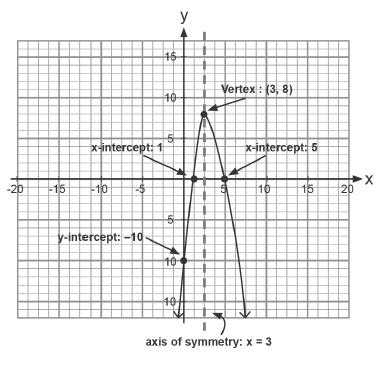 y
15
10
Vertex : (3, 8)
5
x-intercept: 1
x-intercept: 5
x
-20 -15 -10 -5 5 10 15 20
5
y-intercept: –10
10
10
axis of symmetry: x = 3